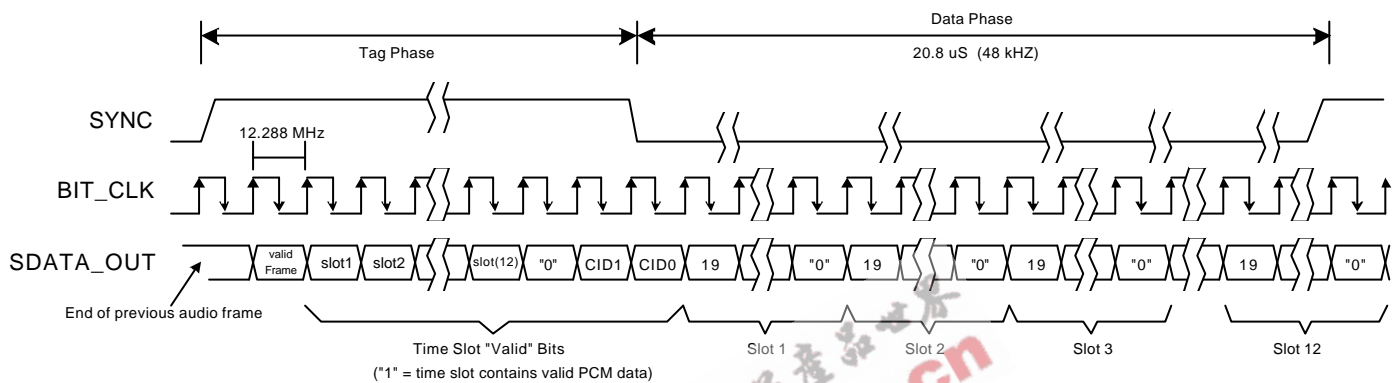 Data Phase
Tag Phase
20.8 uS (48 kHZ)
SYNC
12.288 MHz
BIT_CLK
SDATA_OUT
valid
Frame
slot1
slot2
slot(12)
"0"
CID1
CID0
19
"0"
19
"0"
19
"0"
19
"0"
End of previous audio frame
Time Slot "Valid" Bits
("1" = time slot contains valid PCM data)
Slot 1
Slot 2
Slot 3
Slot 12
世界
cn